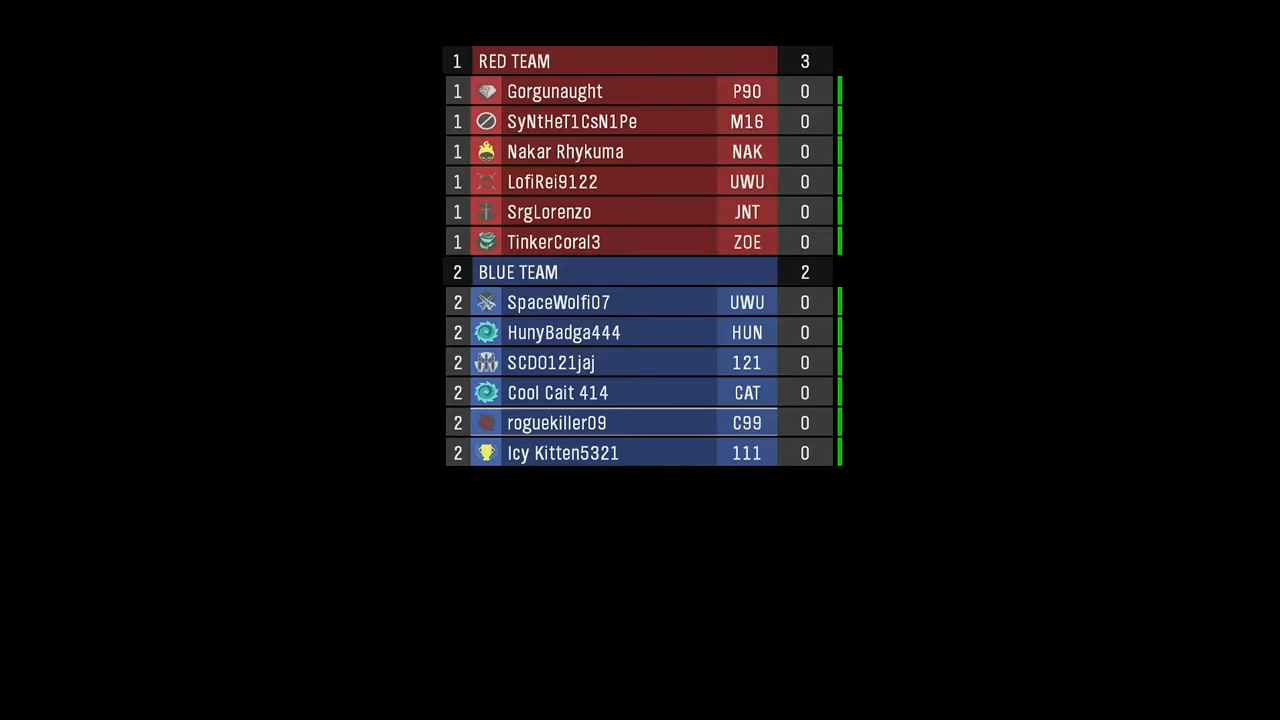 1 RED TEAM 3
1 Gorgunaught P90 0
1 SyNtHeT1CsN1Pe M16 0
1 Nakar Rhykuma NAK 0
1 LofiRei9122 UWU 0
1 SrgLorenzo JNT 0
1 TinkerCoral3 ZOE 0
2 BLUE TEAM 2
2 SpaceWolfi07 UWU 0
2 HunyBadga444 HUN 0
2 SCDO121jaj 121 0
2 Cool Cait 414 CAT 0
2 roguekiller09 C99 0
2 Icy Kitten5321 111 0